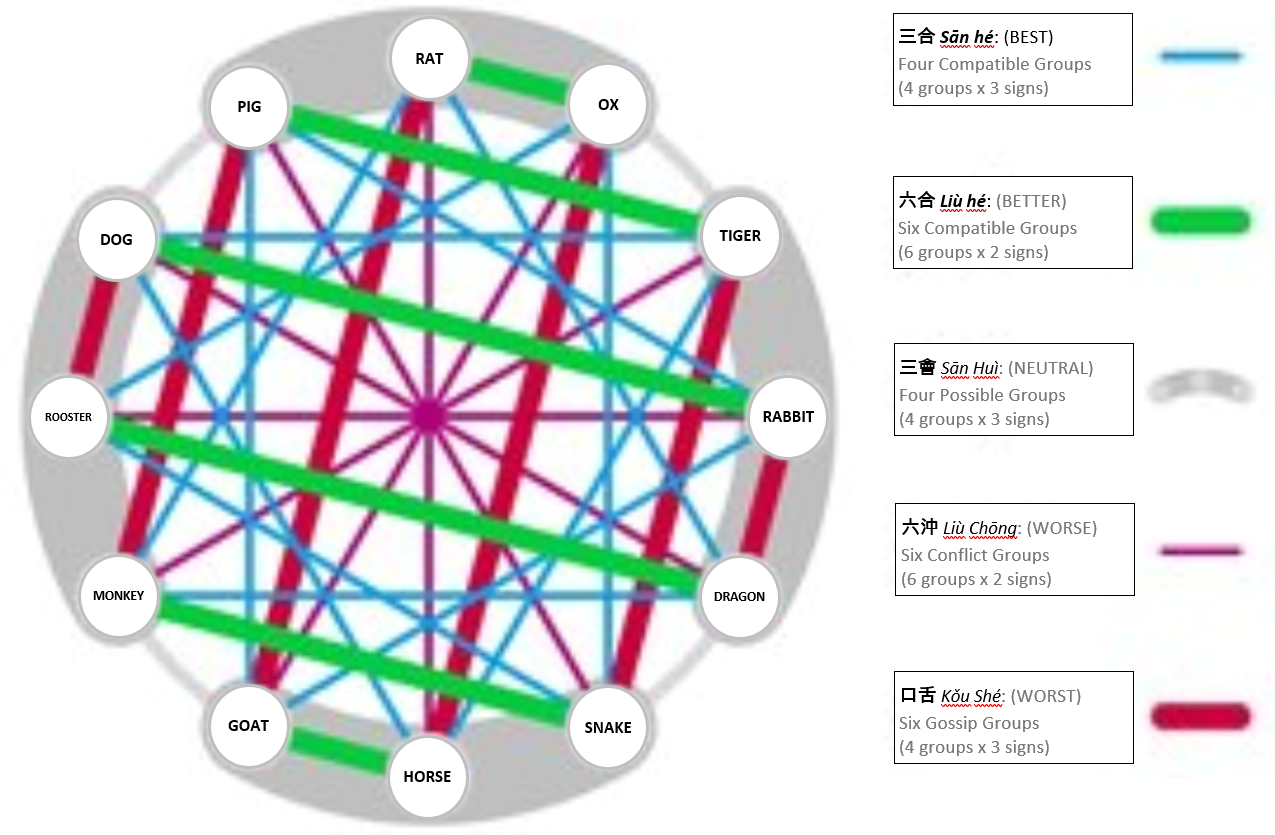 RAT
OX
PIG
TIGER
DOG
RABBIT
ROOSTER
DRAGON
MONKEY
SNAKE
GOAT
HORSE
三合 Sān hé: (BEST)
Four Compatible Groups
(4 groups x 3 signs)
六合 Liù hé: (BETTER)
Six Compatible Groups
(6 groups x 2 signs)
三會 Sān Huì: (NEUTRAL)
Four Possible Groups
(4 groups x 3 signs)
六沖 Liù Chōng: (WORSE)
Six Conflict Groups
(6 groups x 2 signs)
口舌 Kǒu Shé: (WORST)
Six Gossip Groups
(4 groups x 3 signs)